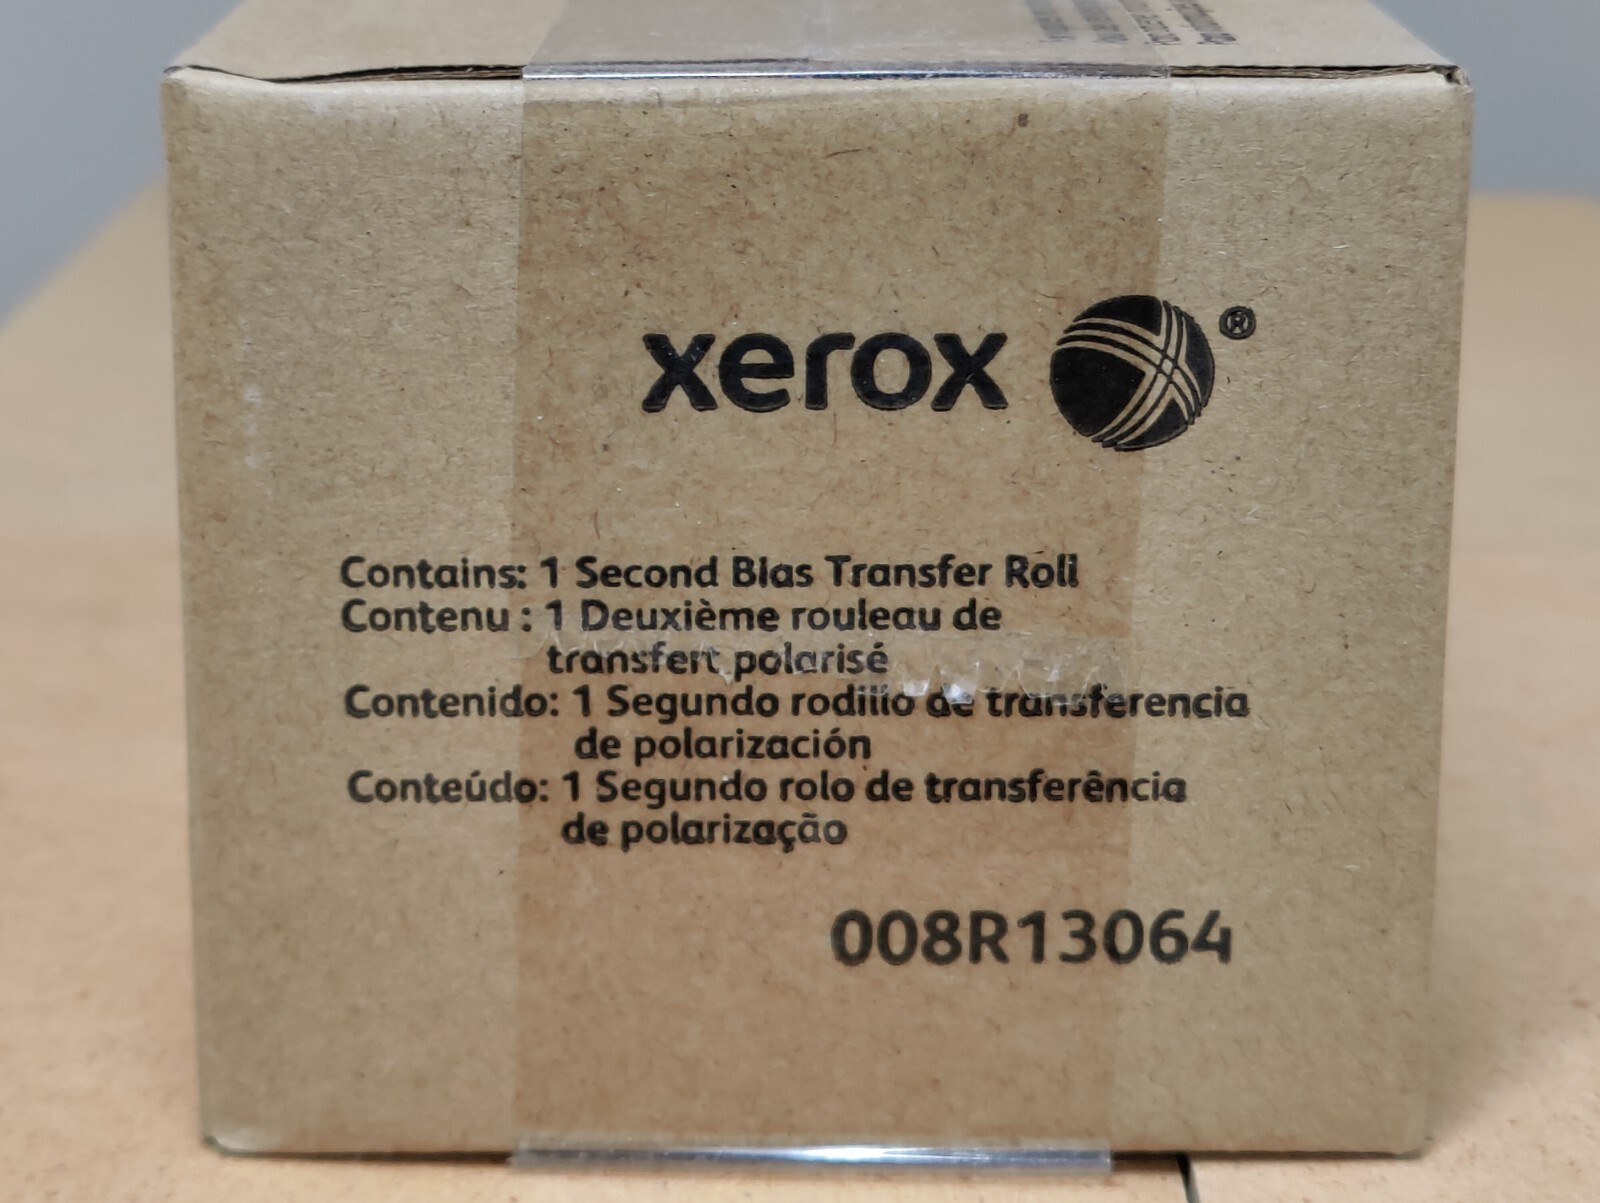 xerox ®
Contains: 1 Second Bias Transfer Roll
Contenu : 1 Deuxième rouleau de
transfert polarisé
Contenido: 1 Segundo rodillo de transferencia
de polarización
Conteúdo: 1 Segundo rolo de transferência
de polarização
008R13064